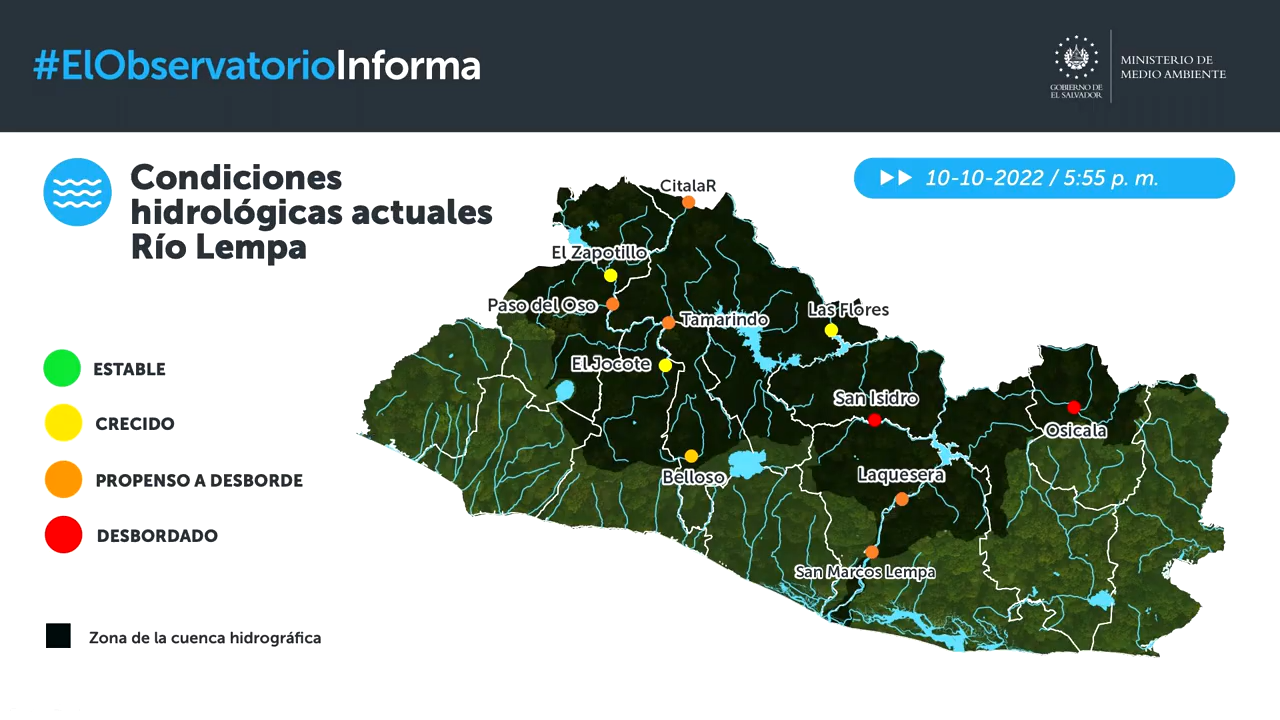 #ElObservatorioInforma
GOBIERNO DE
EL SALVADOR
MINISTERIO DE
MEDIO AMBIENTE
Condiciones
hidrológicas actuales
Río Lempa
10-10-2022 / 5:55 p. m.
CitalaR
El Zapotillo
Paso del Oso
Tamarindo
Las Flores
El Jocote
San Isidro
Osicala
Belloso
Laquesera
San Marcos Lempa
ESTABLE
CRECIDO
PROPENSO A DESBORDE
DESBORDADO
Zona de la cuenca hidrográfica